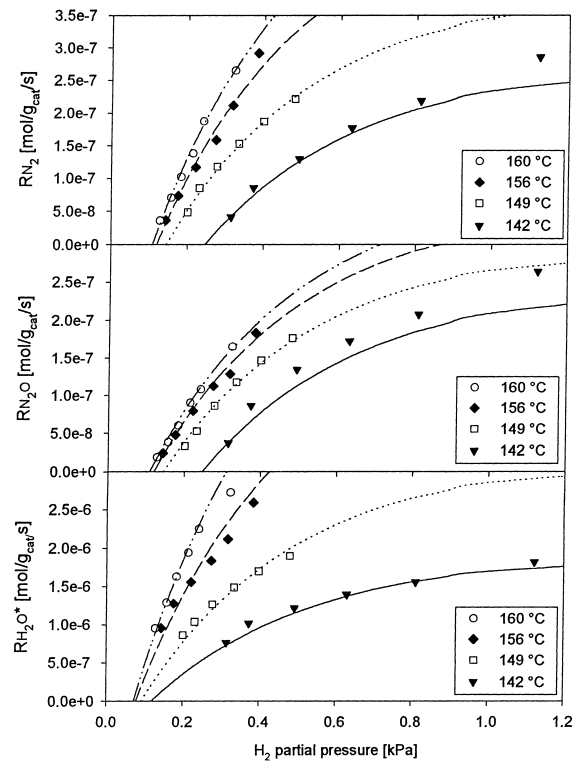 3.5e-7
3.0e-7
2.5e-7
2.0e-7
1.5e-7
1.5e-7
5.0e-8
0.0e+0
RN2 [mol/gcat/s]
160 °C
156 °C
149 °C
142 °C
2.5e-7
2.0e-7
1.5e-7
1.0e-7
5.0e-8
0.0e+0
RN2O [mol/gcat/s]
160 °C
156 °C
149 °C
142 °C
2.5e-6
2.0e-6
1.5e-6
1.0e-6
5.0e-7
0.0e+0
RH2O* [mol/gcat/s]
160 °C
156 °C
149 °C
142 °C
0.0 0.2 0.4 0.6 0.8 1.0 1.2
H2 partial pressure [kPa]